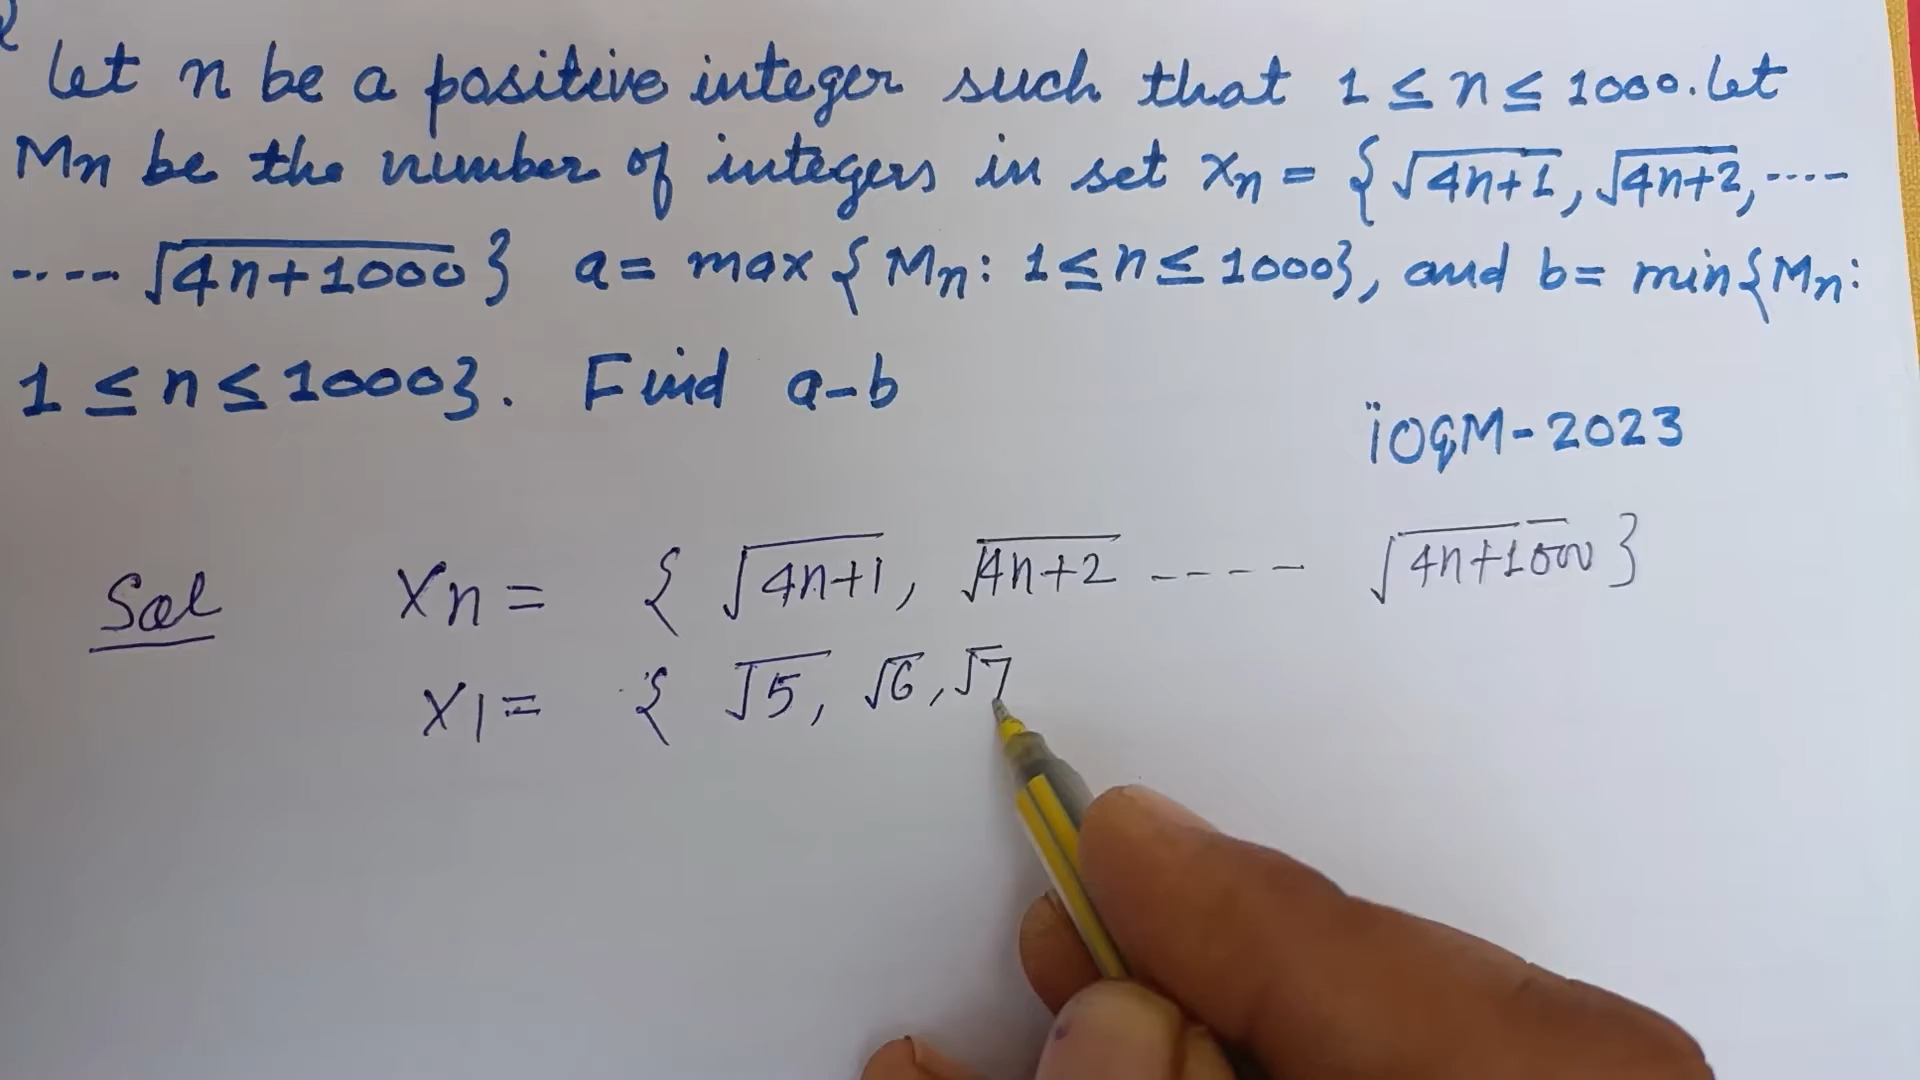 Let n be a positive integer such that 1 ≤ n ≤ 1000. Let
Mn be the number of integers in set Xn = {√4n+1, √4n+2, ----
---- √4n+1000} a = max {Mn: 1≤n≤1000}, and b = min{Mn:
1 ≤ n ≤ 1000}. Find a-b
IOQM-2023
Sol Xn = { √4n+1, √4n+2 ---- √4n+1000}
X1 = { √5, √6, √7